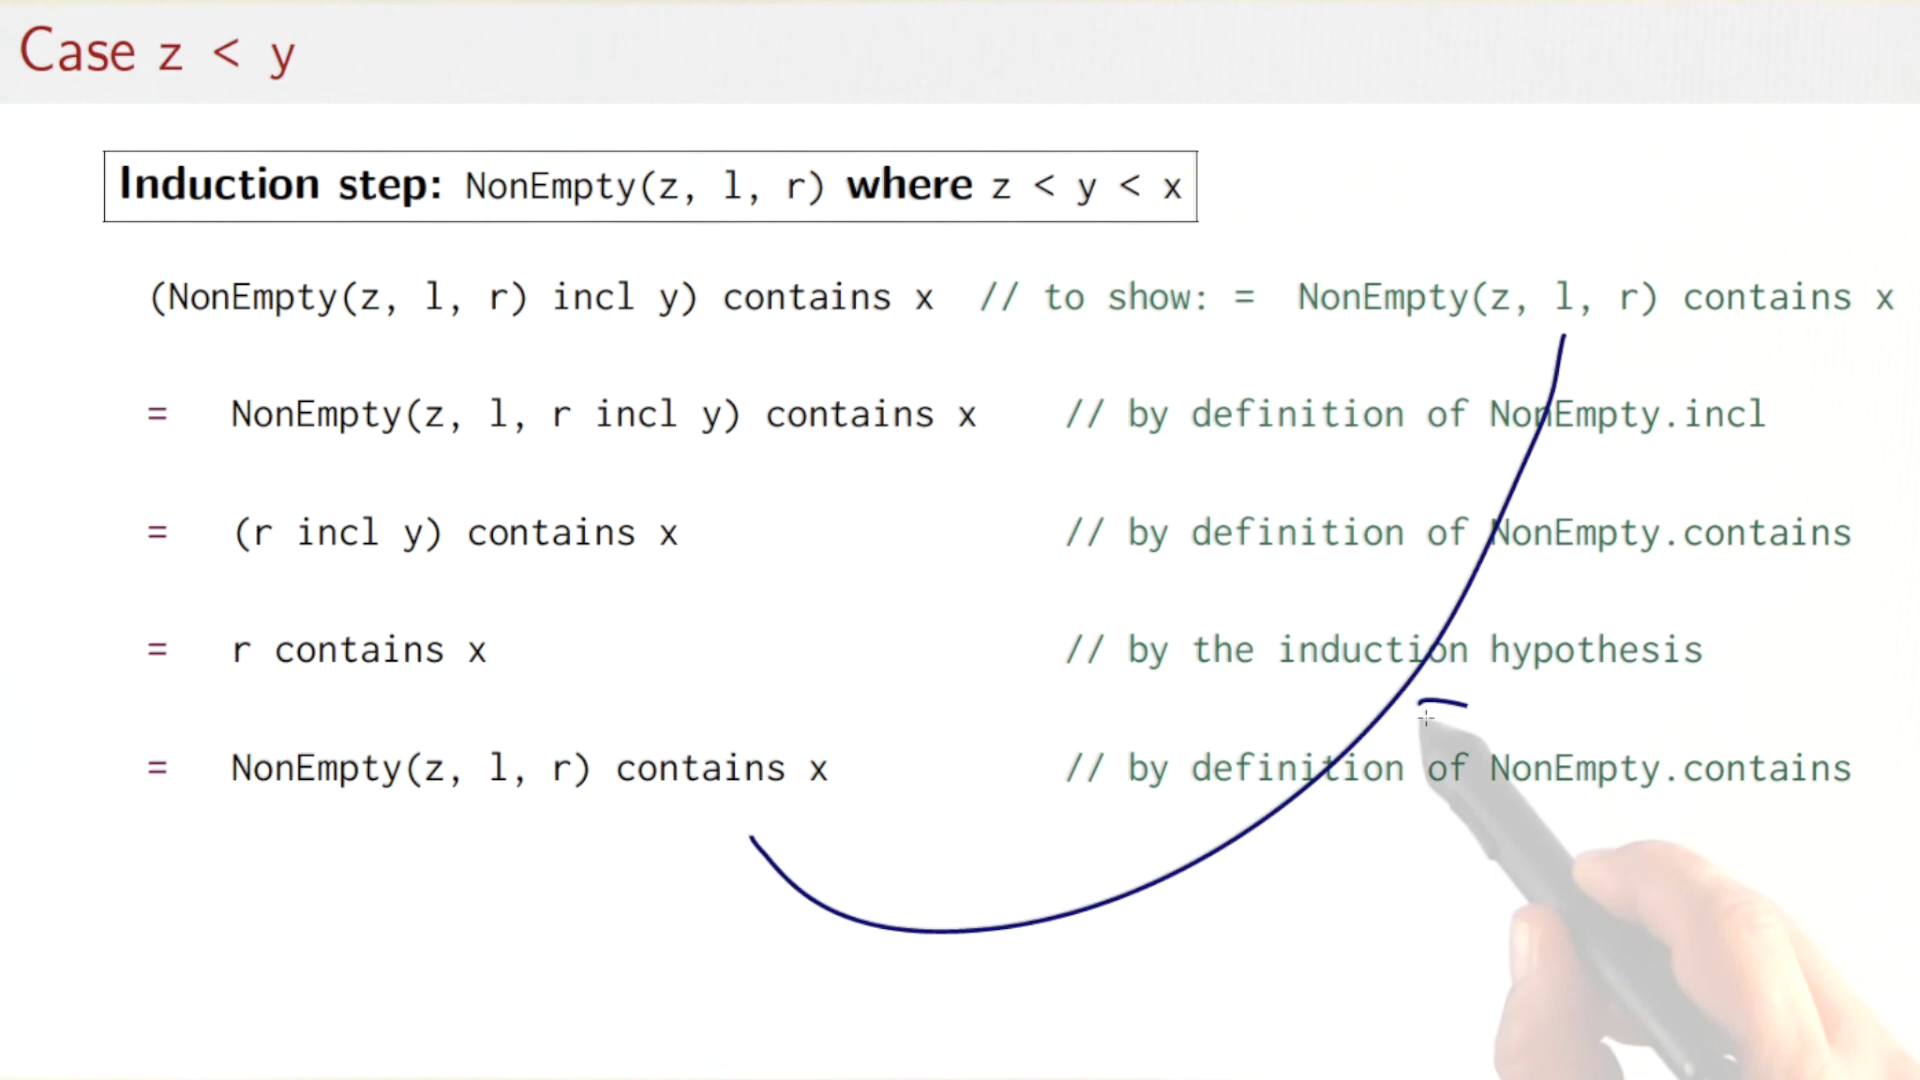 Case z < y
Induction step: NonEmpty(z, l, r) where z < y < x
(NonEmpty(z, l, r) incl y) contains x // to show: = NonEmpty(z, l, r) contains x
= NonEmpty(z, l, r incl y) contains x // by definition of NonEmpty.incl
= (r incl y) contains x // by definition of NonEmpty.contains
= r contains x // by the induction hypothesis
= NonEmpty(z, l, r) contains x // by definition of NonEmpty.contains